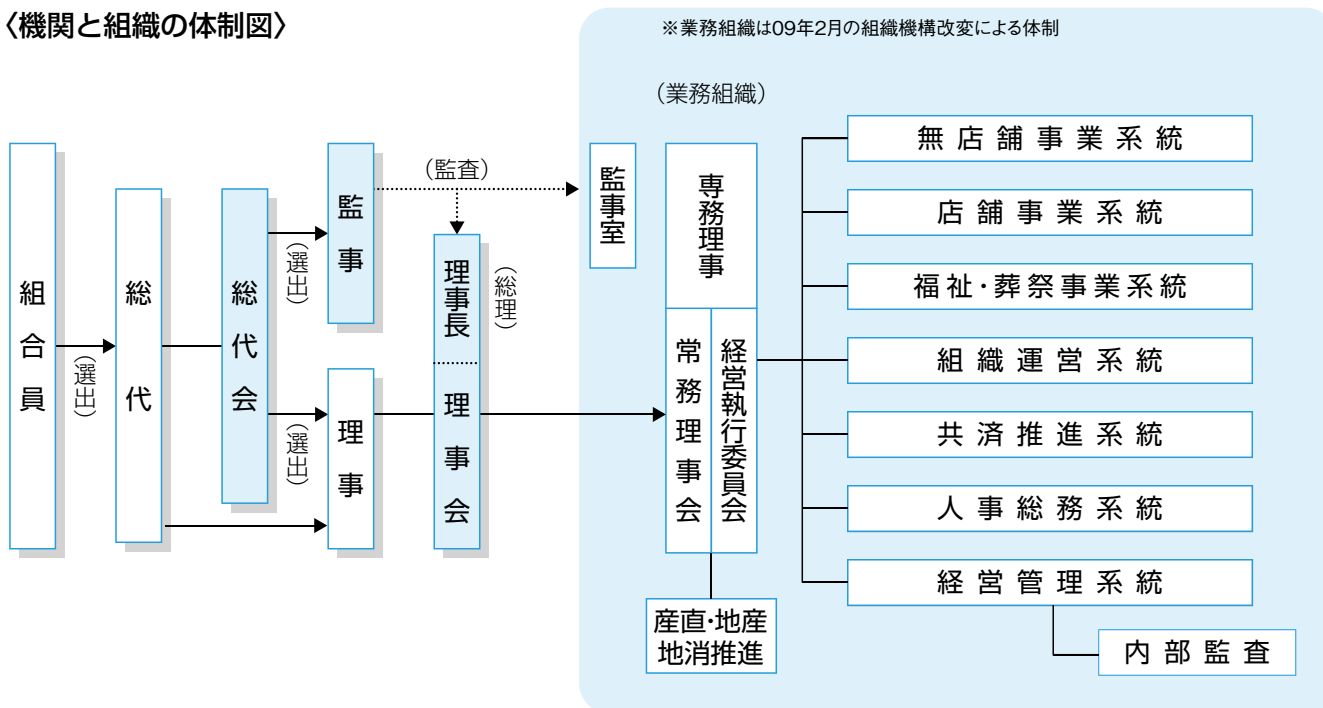 〈機関と組織の体制図〉
※業務組織は09年2月の組織機構改変による体制
（業務組織）
組合員
（選出）
総代
総代会
（選出）
（選出）
監事
理事
（監査）
理事長
（総理）
理事会
監事室
専務理事
常務理事会
経営執行委員会
産直・地産
地消推進
無店舗事業系統
店舗事業系統
福祉・葬祭事業系統
組織運営系統
共済推進系統
人事総務系統
経営管理系統
内部監査